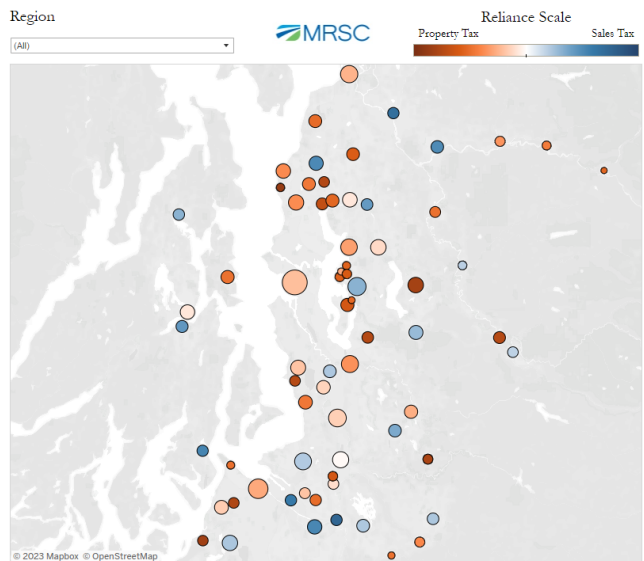 Region
(All)
MRSC
Reliance Scale
Property Tax
Sales Tax
© 2023 Mapbox © OpenStreetMap